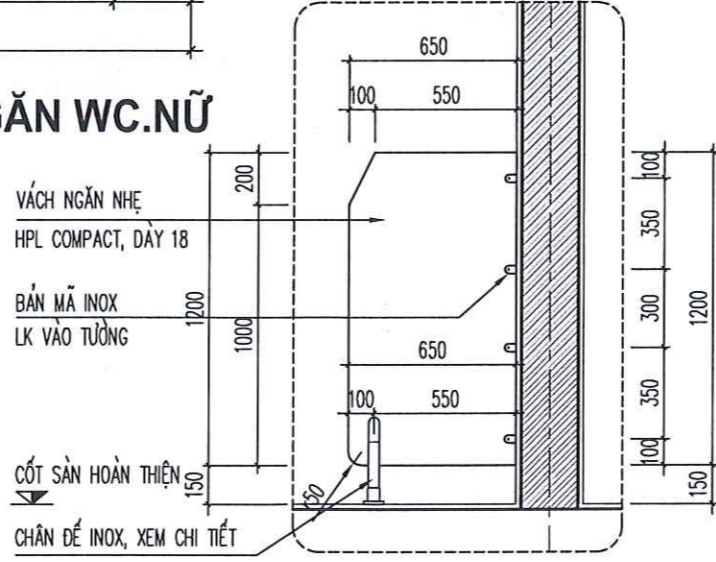 650
100 550
GĂN WC.NỮ
VÁCH NGĂN NHẸ
HPL COMPACT, DÀY 18
BẢN MÃ INOX
LK VÀO TƯỜNG
CỐT SÀN HOÀN THIỆN
CHÂN ĐẾ INOX, XEM CHI TIẾT
200
1000
1200
150
650
100 550
100
350
300
350
100
1200
150